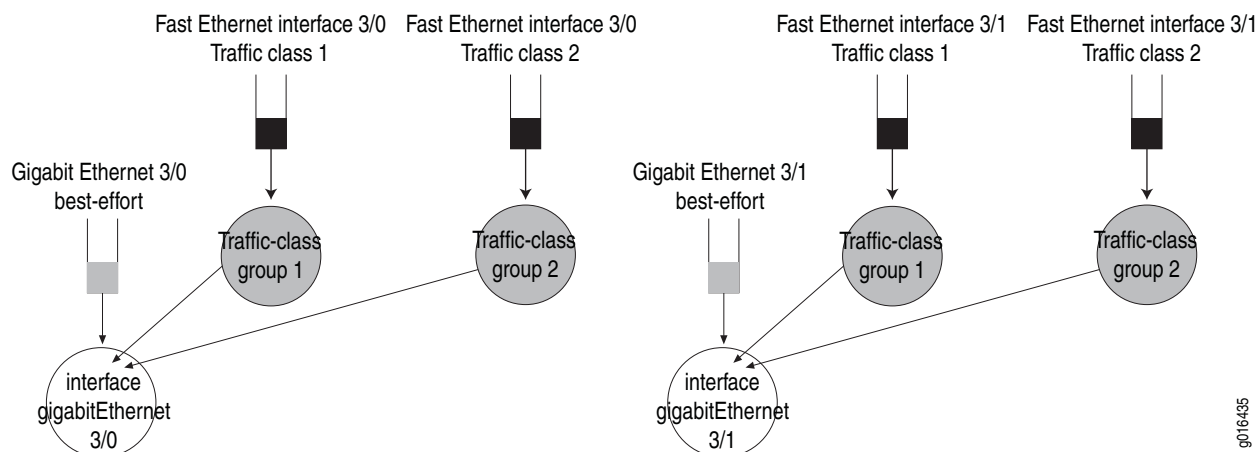 Fast Ethernet interface 3/0
Traffic class 1
Fast Ethernet interface 3/0
Traffic class 2
Gigabit Ethernet 3/0
best-effort
Traffic-class
group 1
Traffic-class
group 2
interface
gigabitEthernet
3/0
Fast Ethernet interface 3/1
Traffic class 1
Fast Ethernet interface 3/1
Traffic class 2
Gigabit Ethernet 3/1
best-effort
Traffic-class
group 1
Traffic-class
group 2
interface
gigabitEthernet
3/1
g016435